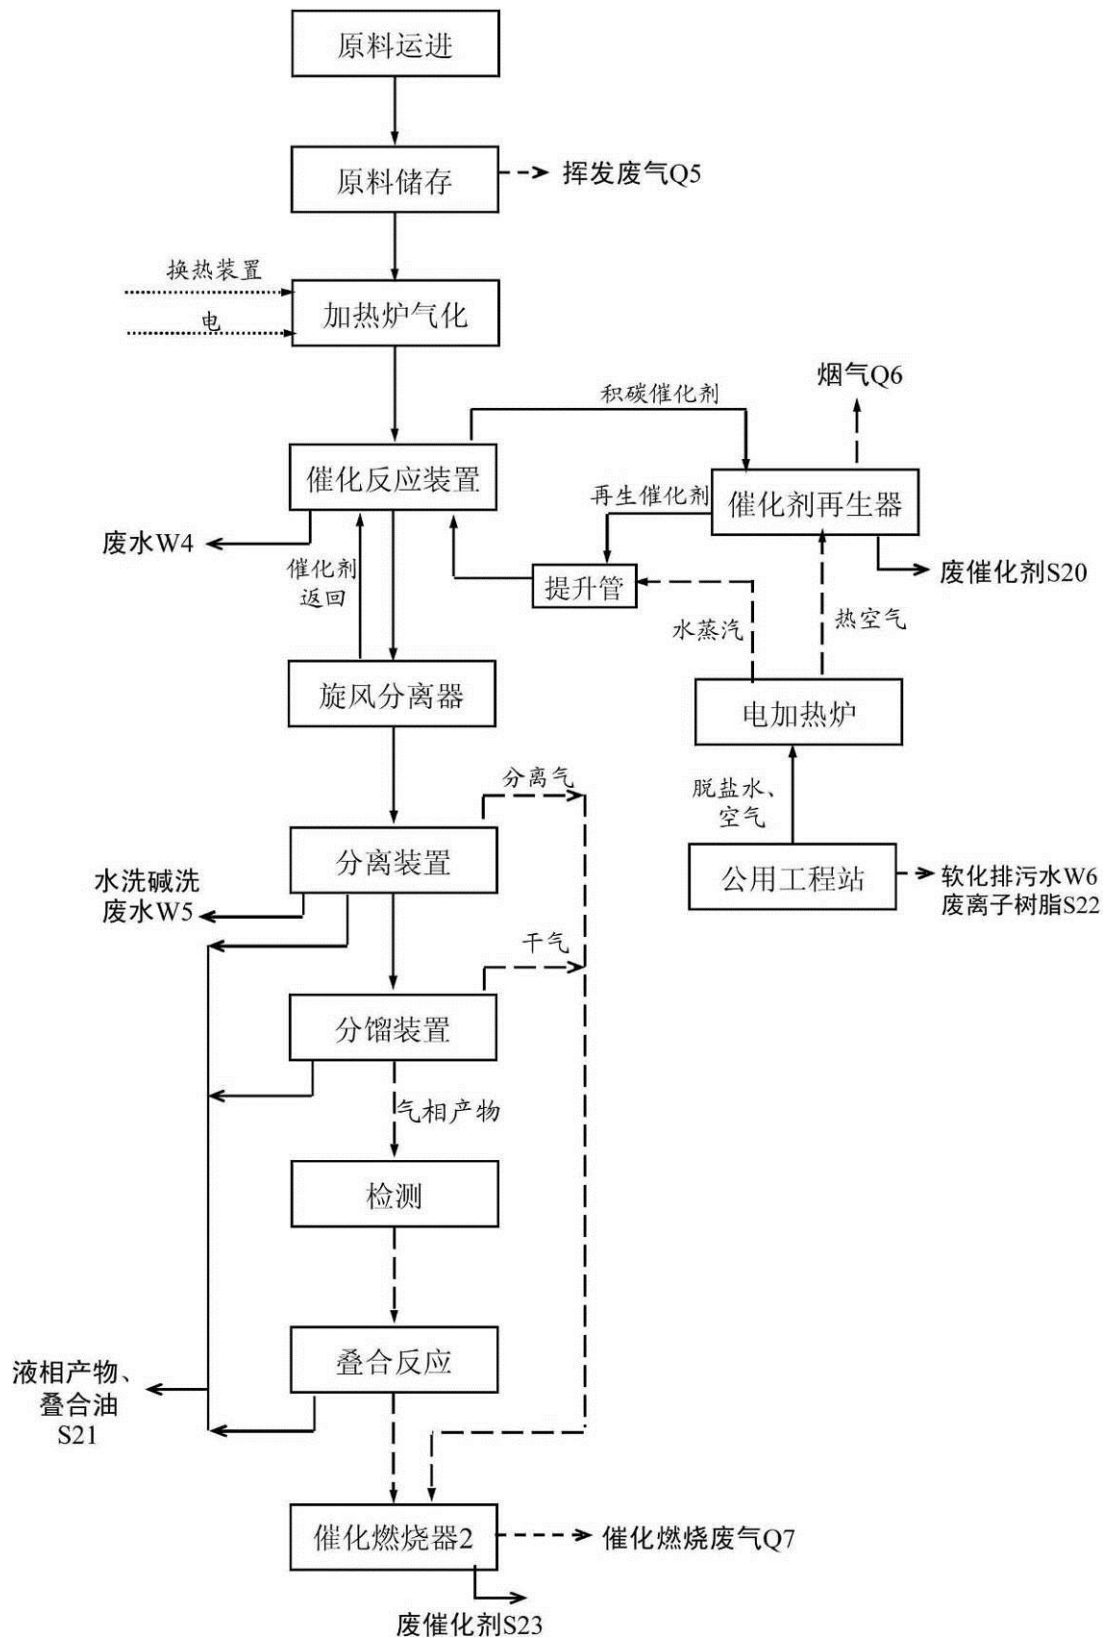 原料运进
原料储存
挥发废气Q5
换热装置
电
加热炉气化
烟气Q6
积碳催化剂
催化反应装置
再生催化剂
催化剂再生器
废水W4
催化剂
返回
提升管
废催化剂S20
水蒸汽
热空气
旋风分离器
电加热炉
分离气
脱盐水、
空气
分离装置
水洗碱洗
废水W5
公用工程站
软化排污水W6
废离子树脂S22
干气
分馏装置
气相产物
检测
叠合反应
液相产物、
叠合油
S21
催化燃烧器2
催化燃烧废气Q7
废催化剂S23